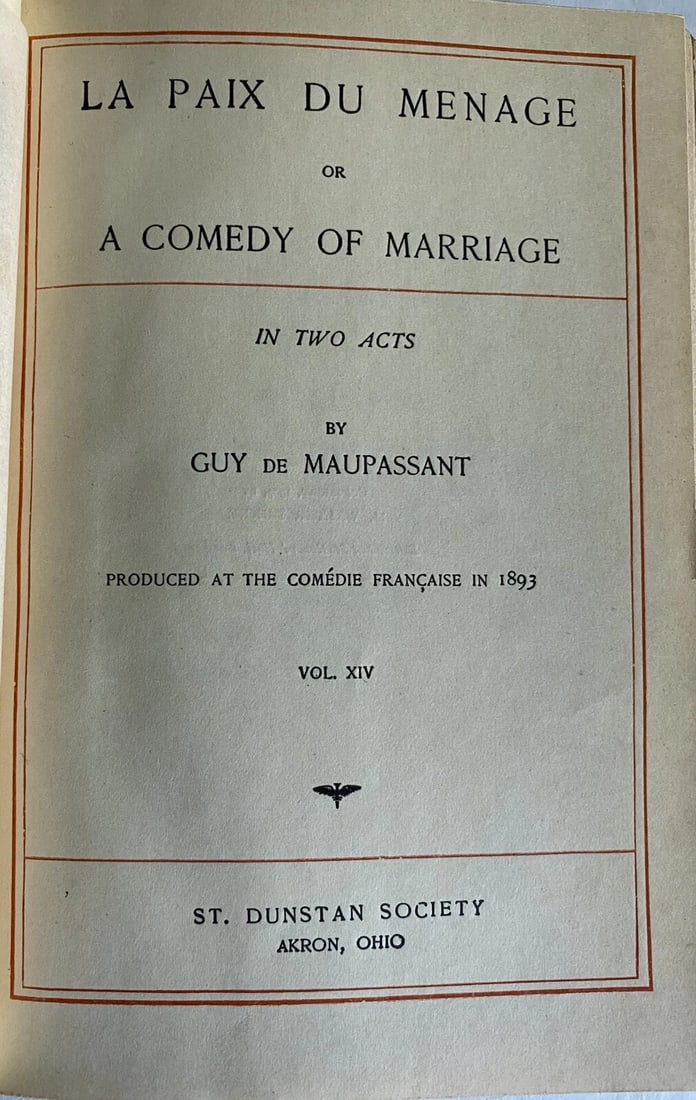 LA PAIX DU MENAGE
OR
A COMEDY OF MARRIAGE
IN TWO ACTS
BY
GUY DE MAUPASSANT
PRODUCED AT THE COMÉDIE FRANÇAISE IN 1893
VOL. XIV
ST. DUNSTAN SOCIETY
AKRON, OHIO